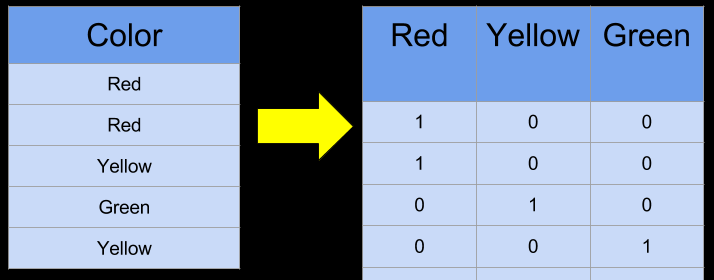 Color
Red
Red
Yellow
Green
Yellow
Red Yellow Green
1 0 0
1 0 0
0 1 0
0 0 1